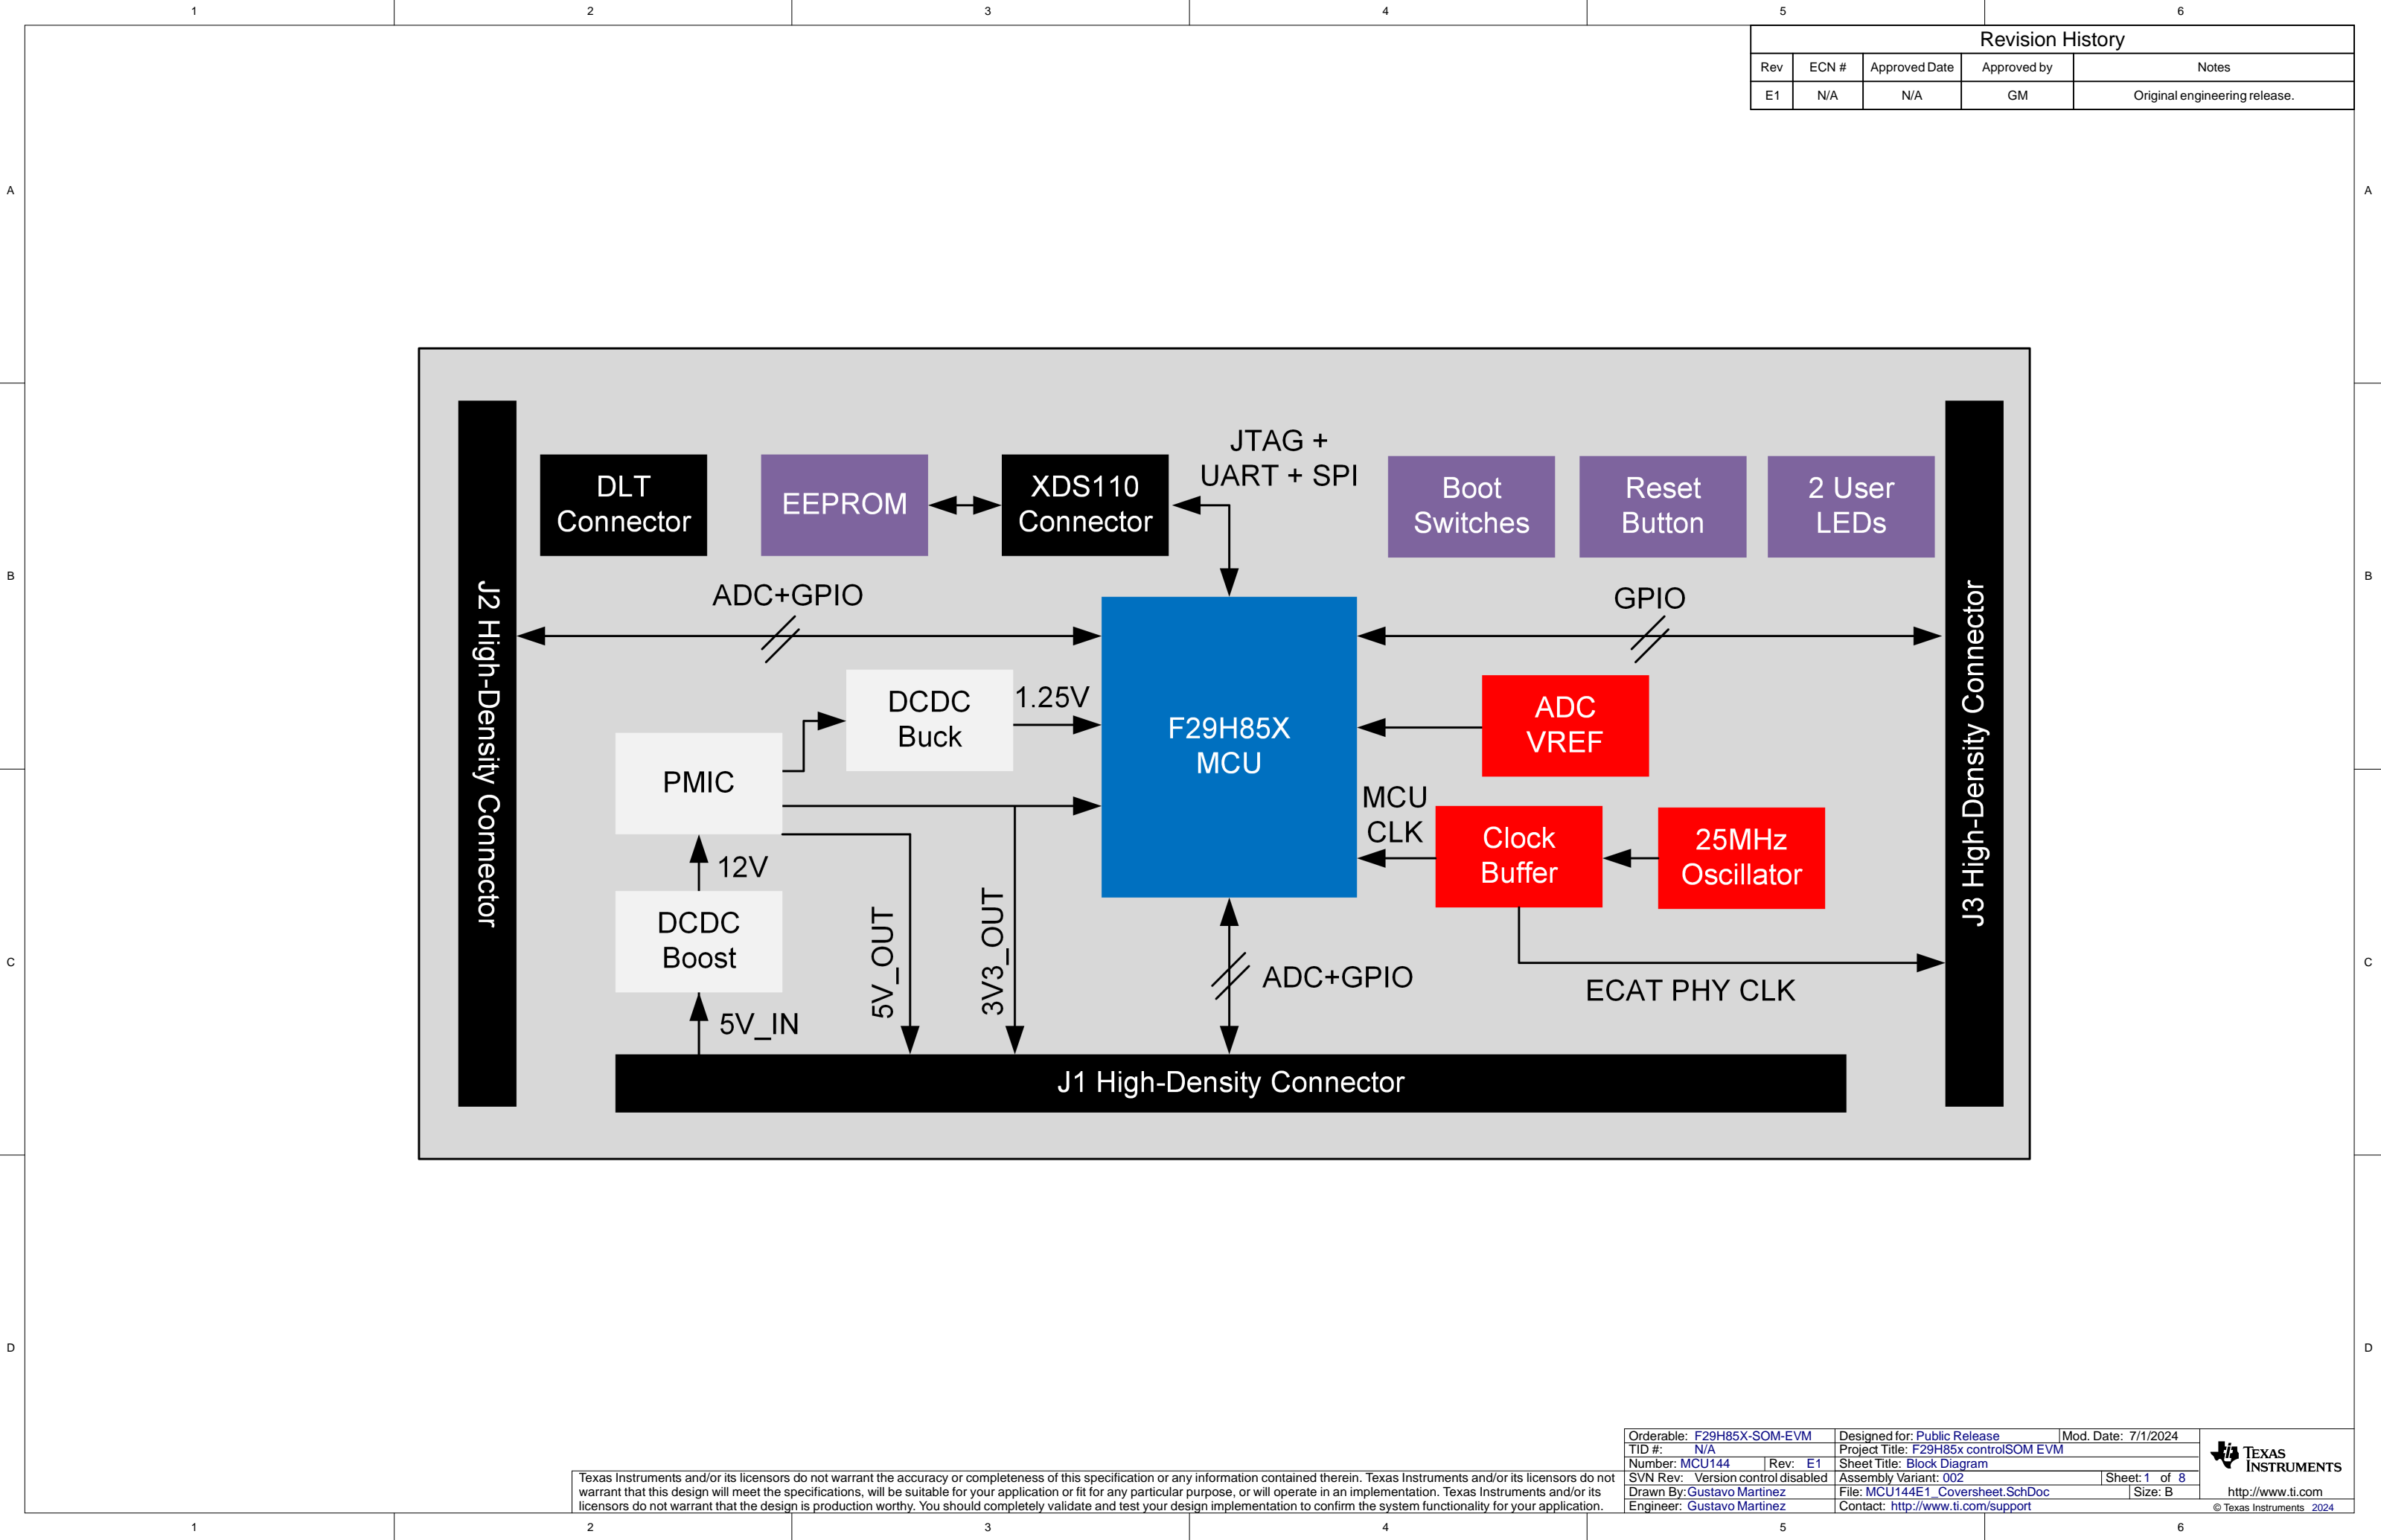 1 2 3 4 5 6
Revision History
Rev ECN # Approved Date Approved by Notes
E1 N/A N/A GM Original engineering release.
A A
JTAG +
UART + SPI
DLT
Connector
EEPROM
XDS110
Connector
Boot
Switches
Reset
Button
2 User
LEDs
B B
J2 High-Density Connector
ADC+GPIO
GPIO
J3 High-Density Connector
DCDC
Buck
1.25V
F29H85X
MCU
ADC
VREF
PMIC
MCU
CLK
Clock
Buffer
25MHz
Oscillator
12V
DCDC
Boost
5V_OUT
3V3_OUT
C C
ADC+GPIO
ECAT PHY CLK
5V_IN
J1 High-Density Connector
D D
Texas Instruments and/or its licensors do not warrant the accuracy or completeness of this specification or any information contained therein. Texas Instruments and/or its licensors do not
warrant that this design will meet the specifications, will be suitable for your application or fit for any particular purpose, or will operate in an implementation. Texas Instruments and/or its
licensors do not warrant that the design is production worthy. You should completely validate and test your design implementation to confirm the system functionality for your application.
Orderable: F29H85X-SOM-EVM Designed for: Public Release Mod. Date: 7/1/2024
TID #: N/A Project Title: F29H85x controlSOM EVM
Number: MCU144 Rev: E1 Sheet Title: Block Diagram
SVN Rev: Version control disabled Assembly Variant: 002 Sheet: 1 of 8
Drawn By: Gustavo Martinez File: MCU144E1_Coversheet.SchDoc Size: B
Engineer: Gustavo Martinez Contact: http://www.ti.com/support
TEXAS
INSTRUMENTS
http://www.ti.com
© Texas Instruments 2024
1 2 3 4 5 6